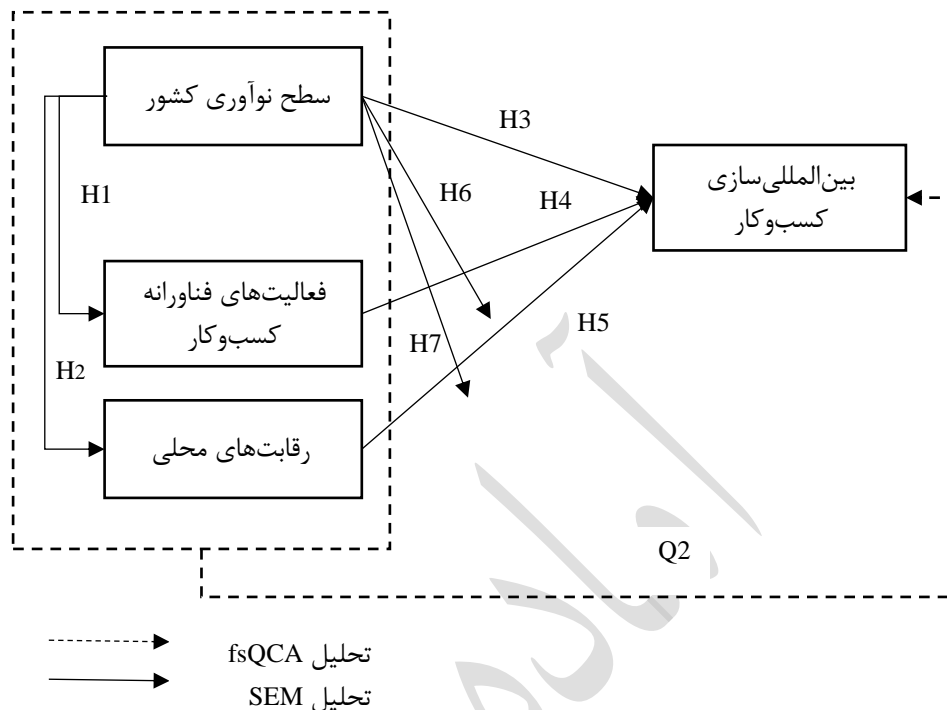 سطح نوآوری کشور
H3
بین‌المللی‌سازی
کسب‌وکار
H1
H6
H4
فعالیت‌های فناورانه
کسب‌وکار
H5
H7
H2
رقابت‌های محلی
Q2
تحلیل fsQCA
تحلیل SEM